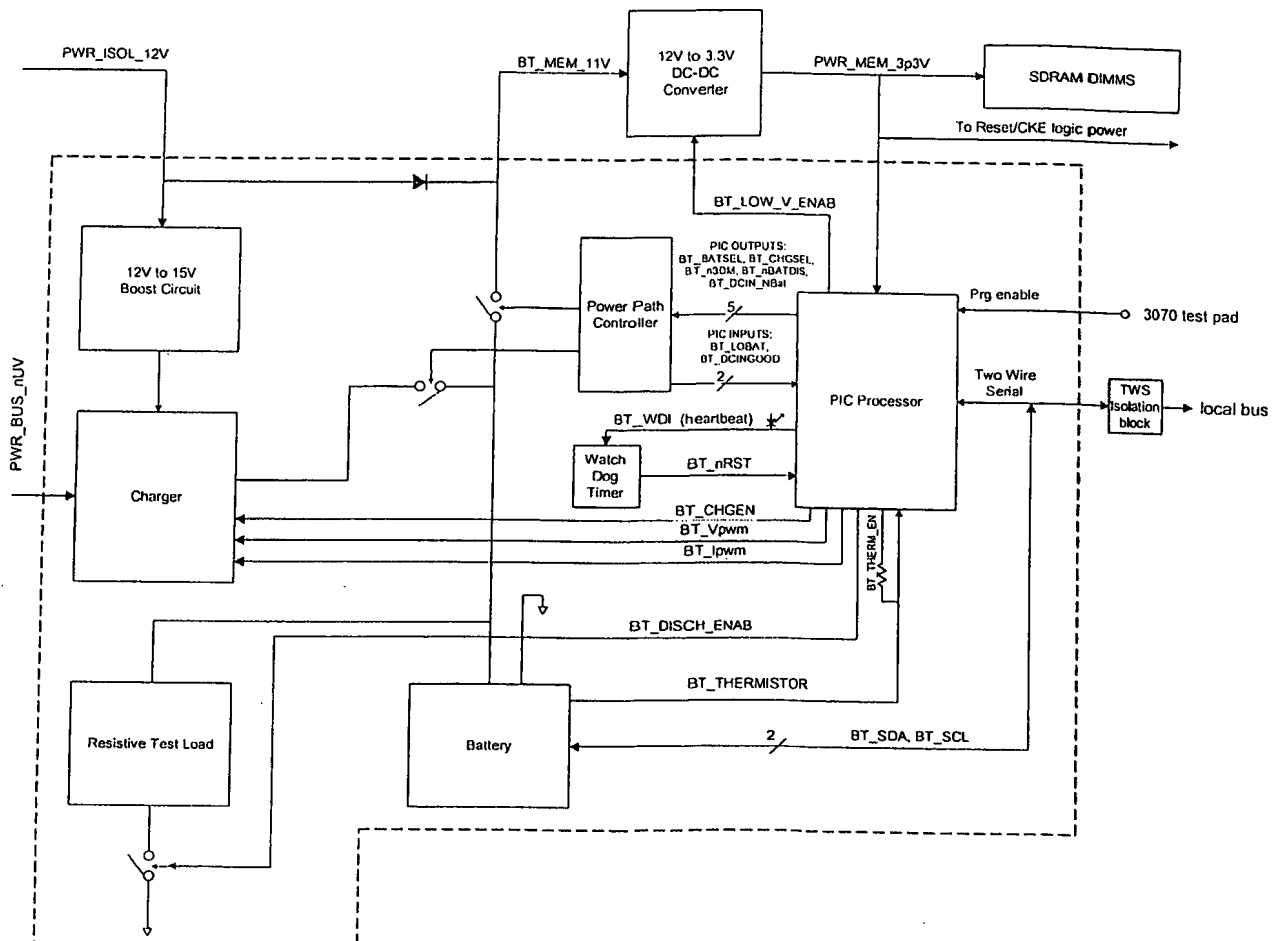 PWR_ISOL_12V
BT_MEM_11V
12V to 3.3V
DC-DC
Converter
PWR_MEM_3p3V
SDRAM DIMMS
To Reset/CKE logic power
BT_LOW_V_ENAB
12V to 15V
Boost Circuit
Power Path
Controller
PIC OUTPUTS:
BT_BATSEL, BT_CHGSEL,
BT_n3DM, BT_nBATDIS,
BT_DCIN_NBat
5
PIC INPUTS:
BT_LOBAT,
BT_DCINGOOD
2
PIC Processor
Prg enable
3070 test pad
Two Wire
Serial
TWS
Isolation
block
local bus
PWR_BUS_nUV
Charger
BT_WDI (heartbeat)
Watch
Dog
Timer
BT_nRST
BT_CHGEN
BT_Vpwm
BT_Ipwm
BT_THERM_EN
BT_DISCH_ENAB
BT_THERMISTOR
Resistive Test Load
Battery
2
BT_SDA, BT_SCL